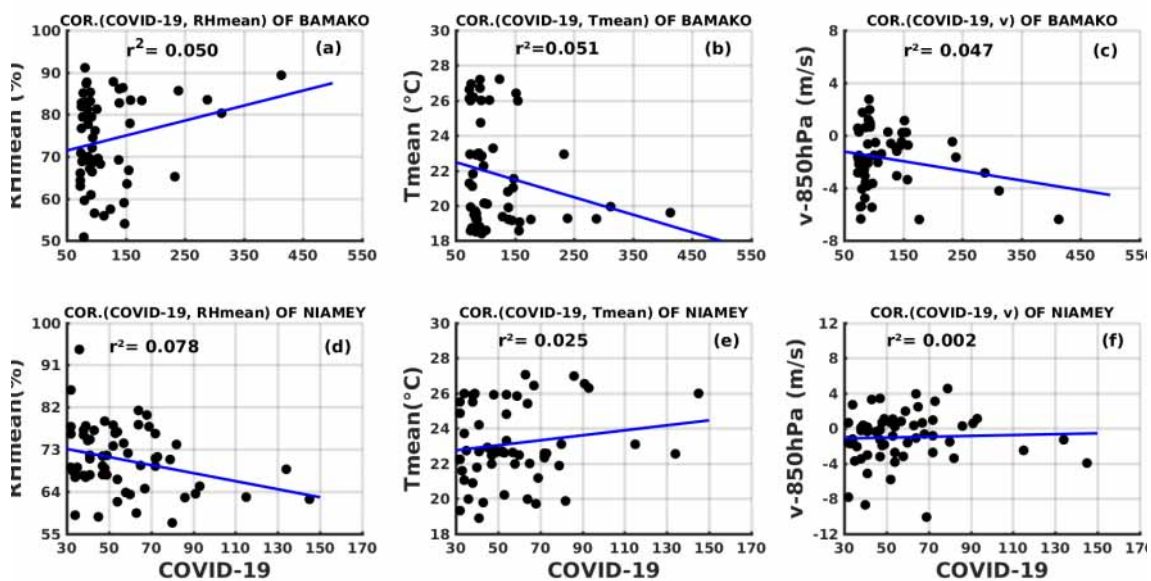 COR.(COVID-19, RHmean) OF BAMAKO
r²= 0.050
(a)
RHmean (%)
100
90
80
70
60
50
50 150 250 350 450 550
COR.(COVID-19, Tmean) OF BAMAKO
r²=0.051
(b)
Tmean (°C)
30
28
26
24
22
20
18
50 150 250 350 450 550
COR.(COVID-19, v) OF BAMAKO
r²= 0.047
(c)
v-850hPa (m/s)
8
4
0
-4
-8
50 150 250 350 450 550
COR.(COVID-19, RHmean) OF NIAMEY
r²= 0.078
(d)
RHmean(%)
100
91
82
73
64
55
30 50 70 90 110 130 150 170
COVID-19
COR.(COVID-19, Tmean) OF NIAMEY
r²= 0.025
(e)
Tmean(°C)
30
28
26
24
22
20
18
30 50 70 90 110 130 150 170
COVID-19
COR.(COVID-19, v) OF NIAMEY
r²= 0.002
(f)
v-850hPa (m/s)
12
8
4
0
-4
-8
-12
30 50 70 90 110 130 150 170
COVID-19